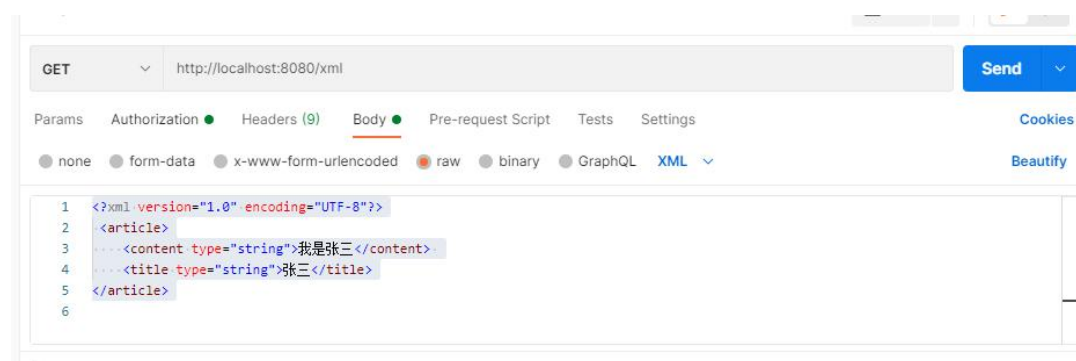 GET http://localhost:8080/xml Send
Params Authorization Headers (9) Body Pre-request Script Tests Settings Cookies
none form-data x-www-form-urlencoded raw binary GraphQL XML Beautify
1 <?xml version="1.0" encoding="UTF-8"?>
2 <article>
3 <content type="string">我是张三</content>
4 <title type="string">张三</title>
5 </article>
6